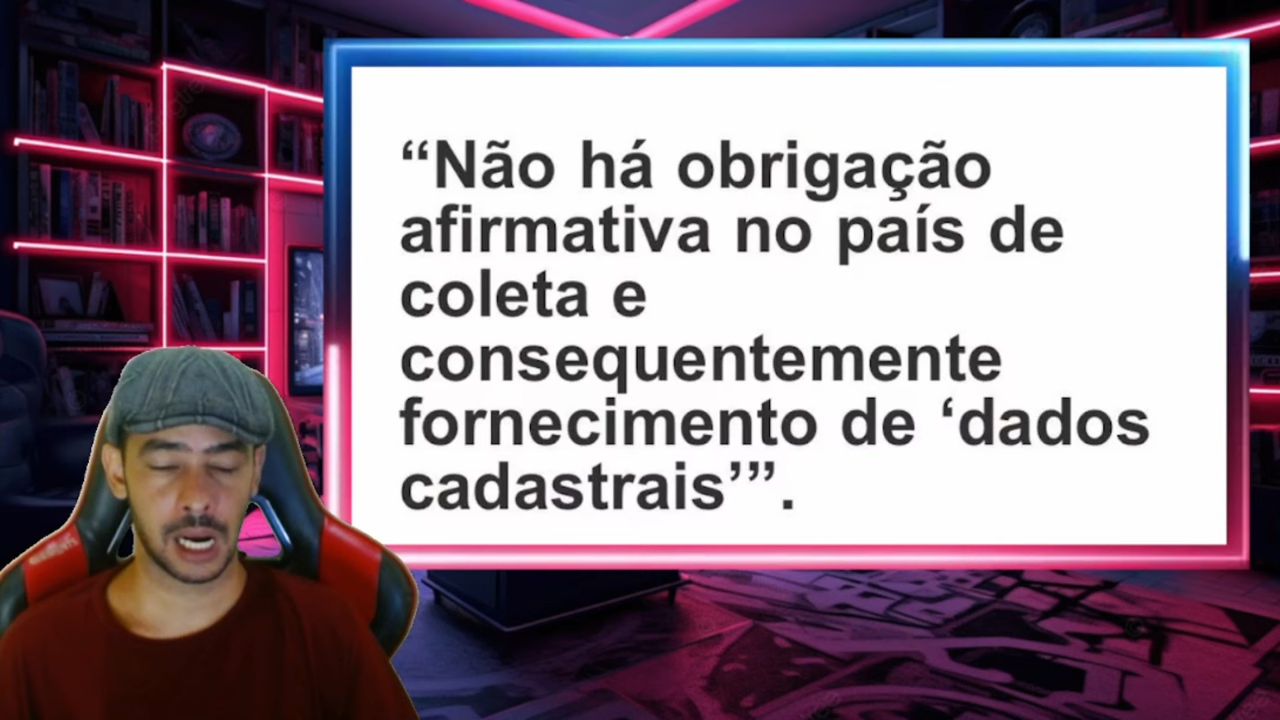 “Não há obrigação
afirmativa no país de
coleta e
consequentemente
fornecimento de ‘dados
cadastrais’”.